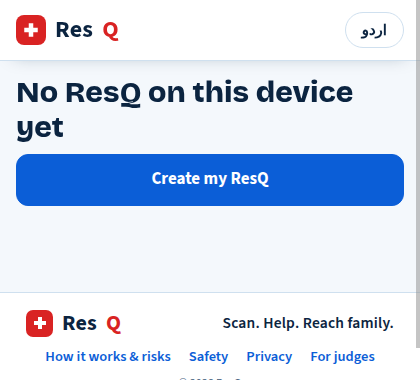 Res Q
اردو
No ResQ on this device
yet
Create my ResQ
Res Q
Scan. Help. Reach family.
How it works & risks Safety Privacy For judges